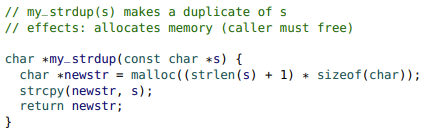 // my_strdup(s) makes a duplicate of s
// effects: allocates memory (caller must free)
char *my_strdup(const char *s) {
  char *newstr = malloc((strlen(s) + 1) * sizeof(char));
  strcpy(newstr, s);
  return newstr;
}